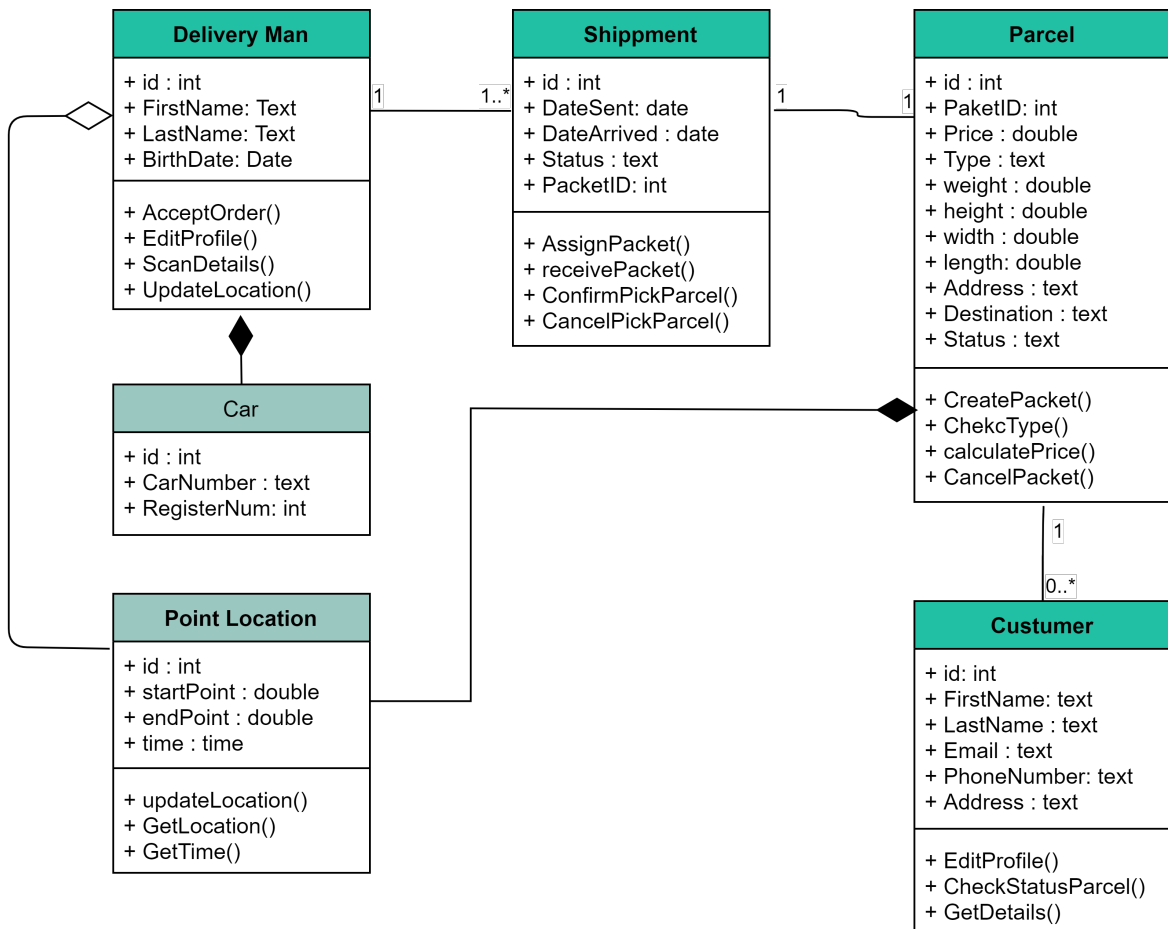 Delivery Man
+ id : int
+ FirstName: Text
+ LastName: Text
+ BirthDate: Date
+ AcceptOrder()
+ EditProfile()
+ ScanDetails()
+ UpdateLocation()
1
1..*
Shippment
+ id : int
+ DateSent: date
+ DateArrived : date
+ Status : text
+ PacketID: int
+ AssignPacket()
+ receivePacket()
+ ConfirmPickParcel()
+ CancelPickParcel()
1
1
Parcel
+ id : int
+ PaketID: int
+ Price : double
+ Type : text
+ weight : double
+ height : double
+ width : double
+ length: double
+ Address : text
+ Destination : text
+ Status : text
+ CreatePacket()
+ ChekcType()
+ calculatePrice()
+ CancelPacket()
Car
+ id : int
+ CarNumber : text
+ RegisterNum: int
Point Location
+ id : int
+ startPoint : double
+ endPoint : double
+ time : time
+ updateLocation()
+ GetLocation()
+ GetTime()
1
0..*
Custumer
+ id: int
+ FirstName: text
+ LastName : text
+ Email : text
+ PhoneNumber: text
+ Address : text
+ EditProfile()
+ CheckStatusParcel()
+ GetDetails()